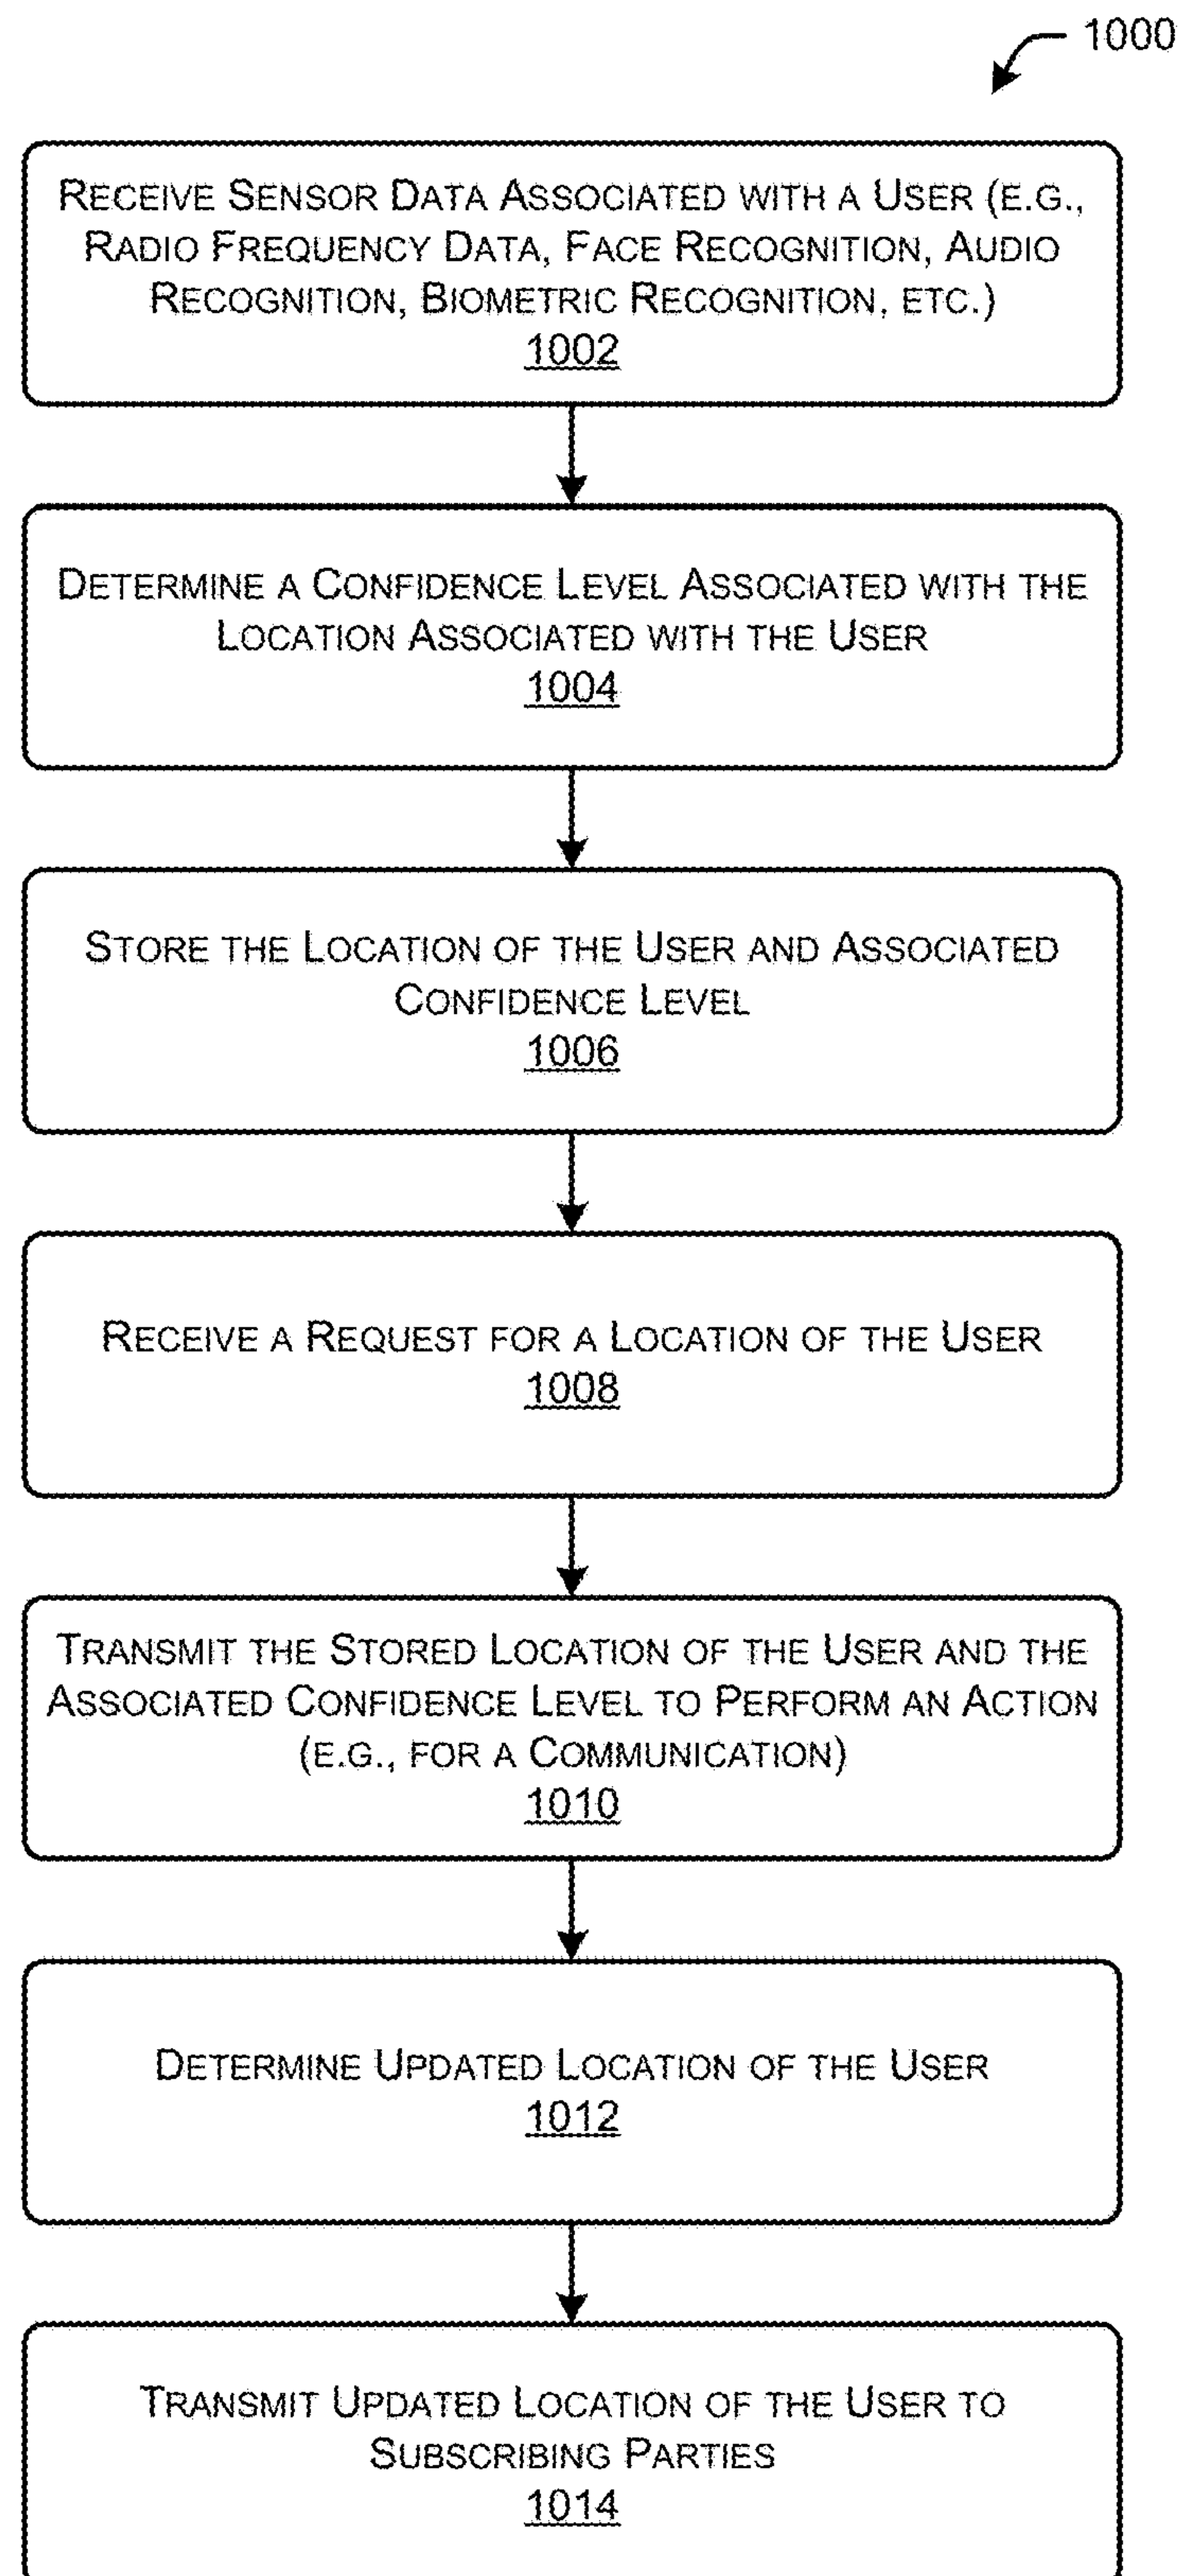 1000
RECEIVE SENSOR DATA ASSOCIATED WITH A USER (E.G.,
RADIO FREQUENCY DATA, FACE RECOGNITION, AUDIO
RECOGNITION, BIOMETRIC RECOGNITION, ETC.)
1002
DETERMINE A CONFIDENCE LEVEL ASSOCIATED WITH THE
LOCATION ASSOCIATED WITH THE USER
1004
STORE THE LOCATION OF THE USER AND ASSOCIATED
CONFIDENCE LEVEL
1006
RECEIVE A REQUEST FOR A LOCATION OF THE USER
1008
TRANSMIT THE STORED LOCATION OF THE USER AND THE
ASSOCIATED CONFIDENCE LEVEL TO PERFORM AN ACTION
(E.G., FOR A COMMUNICATION)
1010
DETERMINE UPDATED LOCATION OF THE USER
1012
TRANSMIT UPDATED LOCATION OF THE USER TO
SUBSCRIBING PARTIES
1014